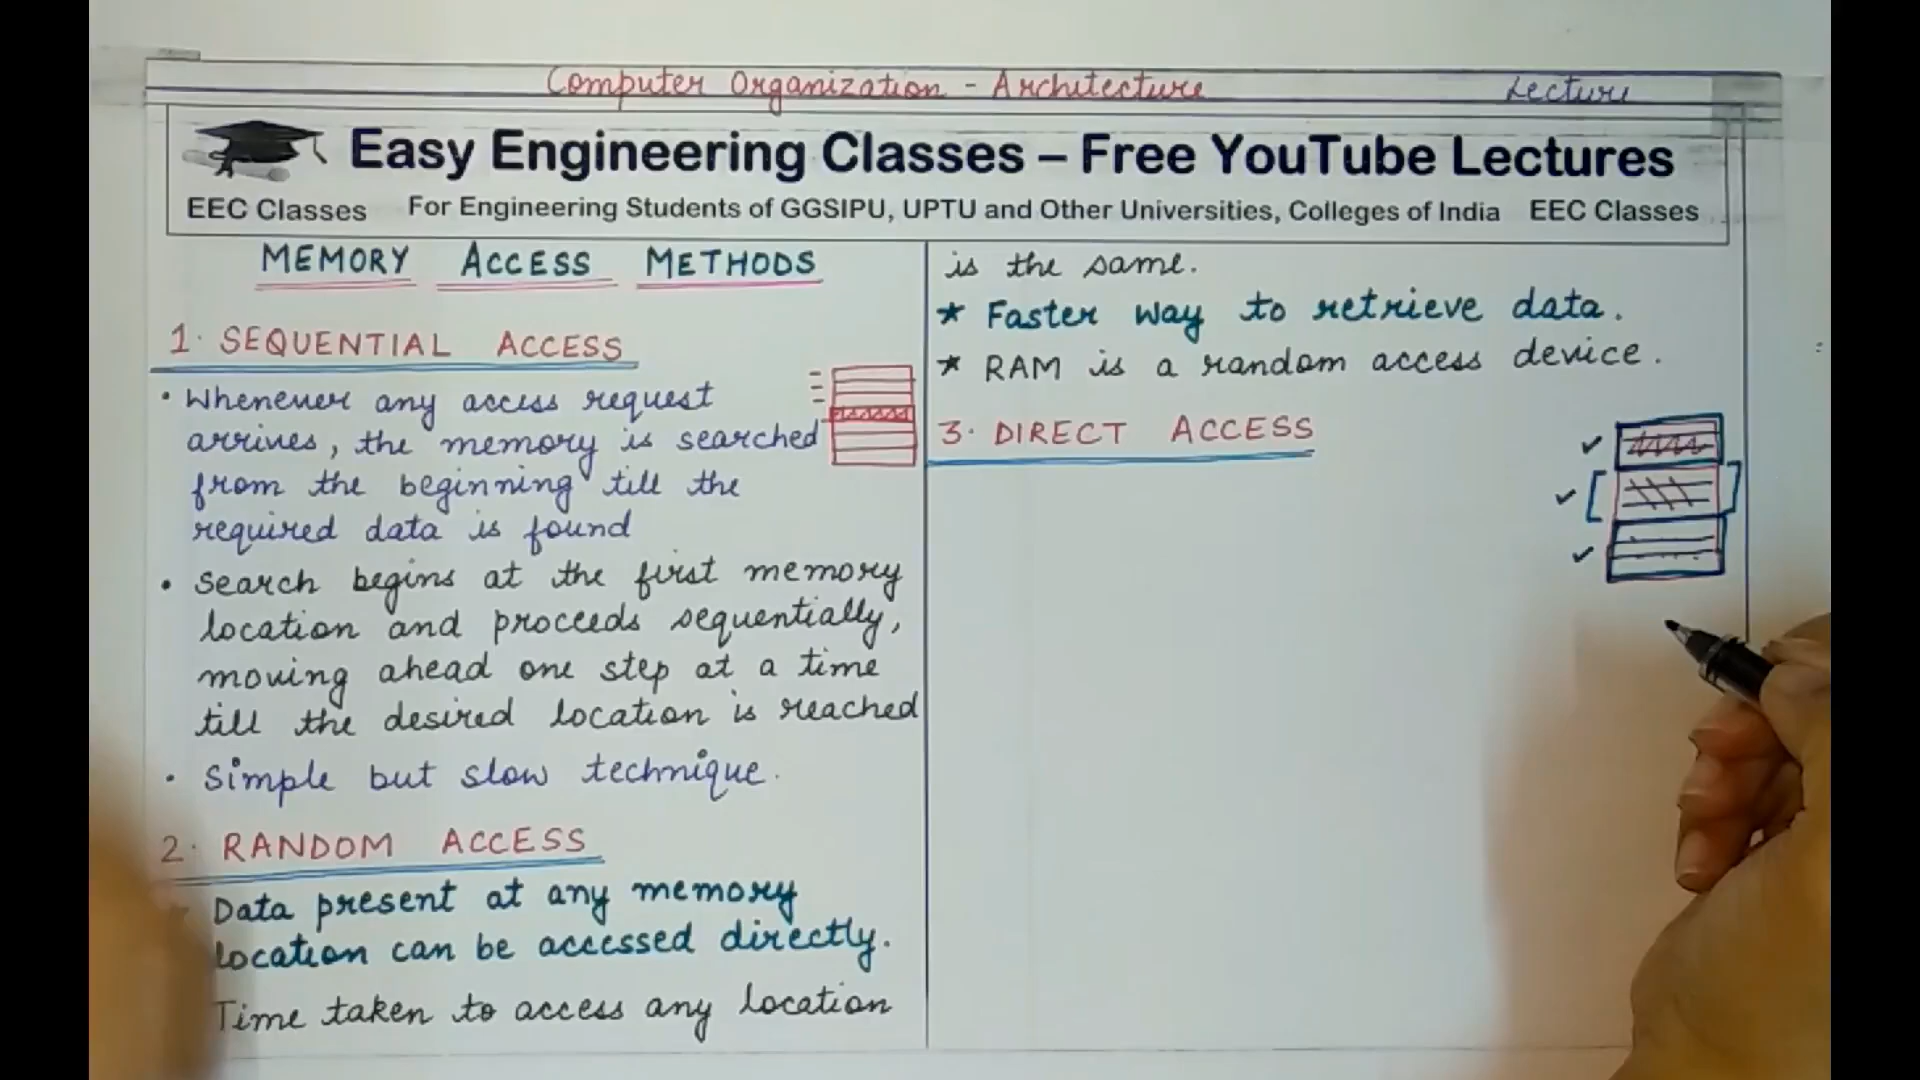 Computer Organization - Architecture Lecture
Easy Engineering Classes – Free YouTube Lectures
EEC Classes For Engineering Students of GGSIPU, UPTU and Other Universities, Colleges of India EEC Classes
MEMORY ACCESS METHODS
1. SEQUENTIAL ACCESS
• Whenever any access request
arrives, the memory is searched
from the beginning till the
required data is found
• Search begins at the first memory
location and proceeds sequentially,
moving ahead one step at a time
till the desired location is reached
• Simple but slow technique.
2. RANDOM ACCESS
Data present at any memory
location can be accessed directly.
Time taken to access any location
is the same.
* Faster way to retrieve data.
* RAM is a random access device.
3. DIRECT ACCESS